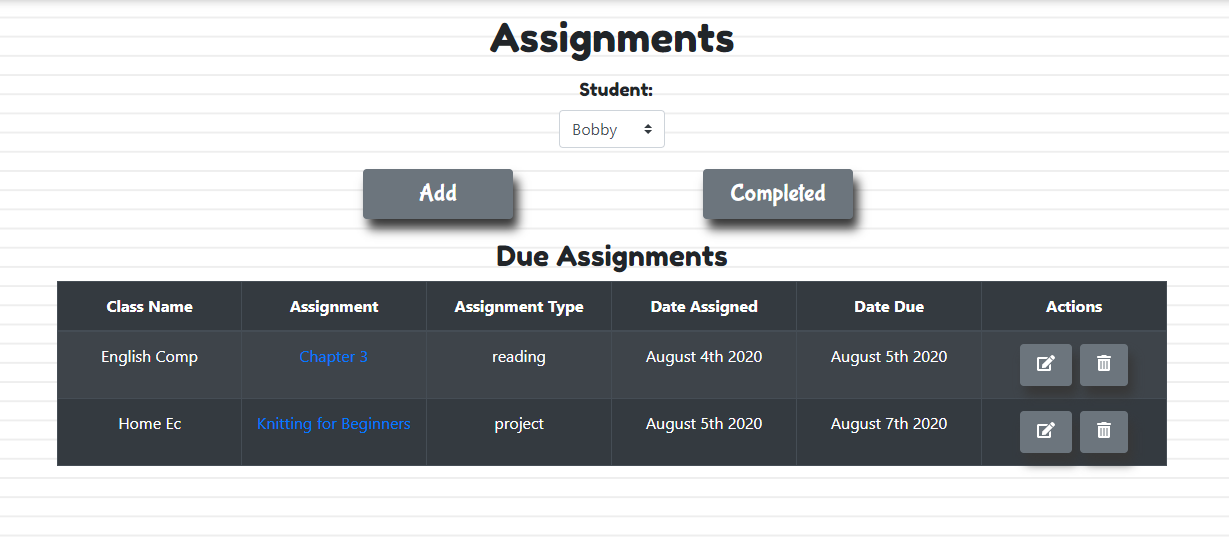 Assignments
Student:
Bobby
Add Completed
Due Assignments
Class Name Assignment Assignment Type Date Assigned Date Due Actions
English Comp Chapter 3 reading August 4th 2020 August 5th 2020
Home Ec Knitting for Beginners project August 5th 2020 August 7th 2020